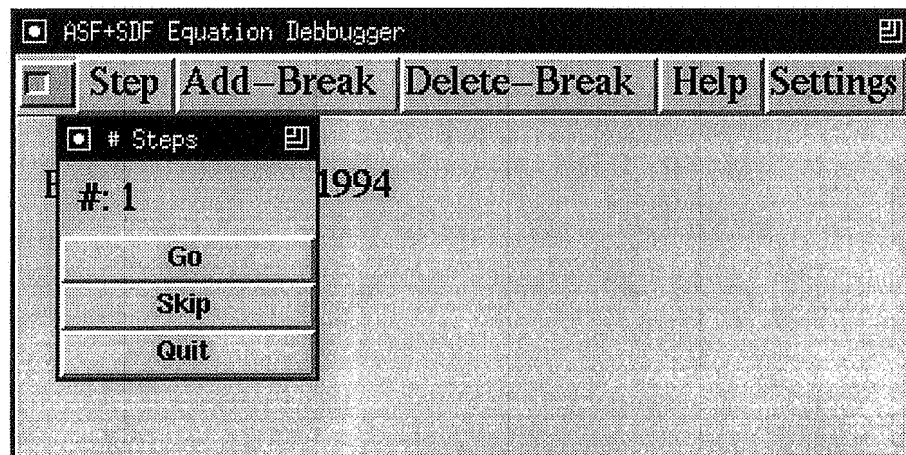 ASF+SDF Equation Debbugger
Step Add-Break Delete-Break Help Settings
# Steps
1994
#: 1
Go
Skip
Quit